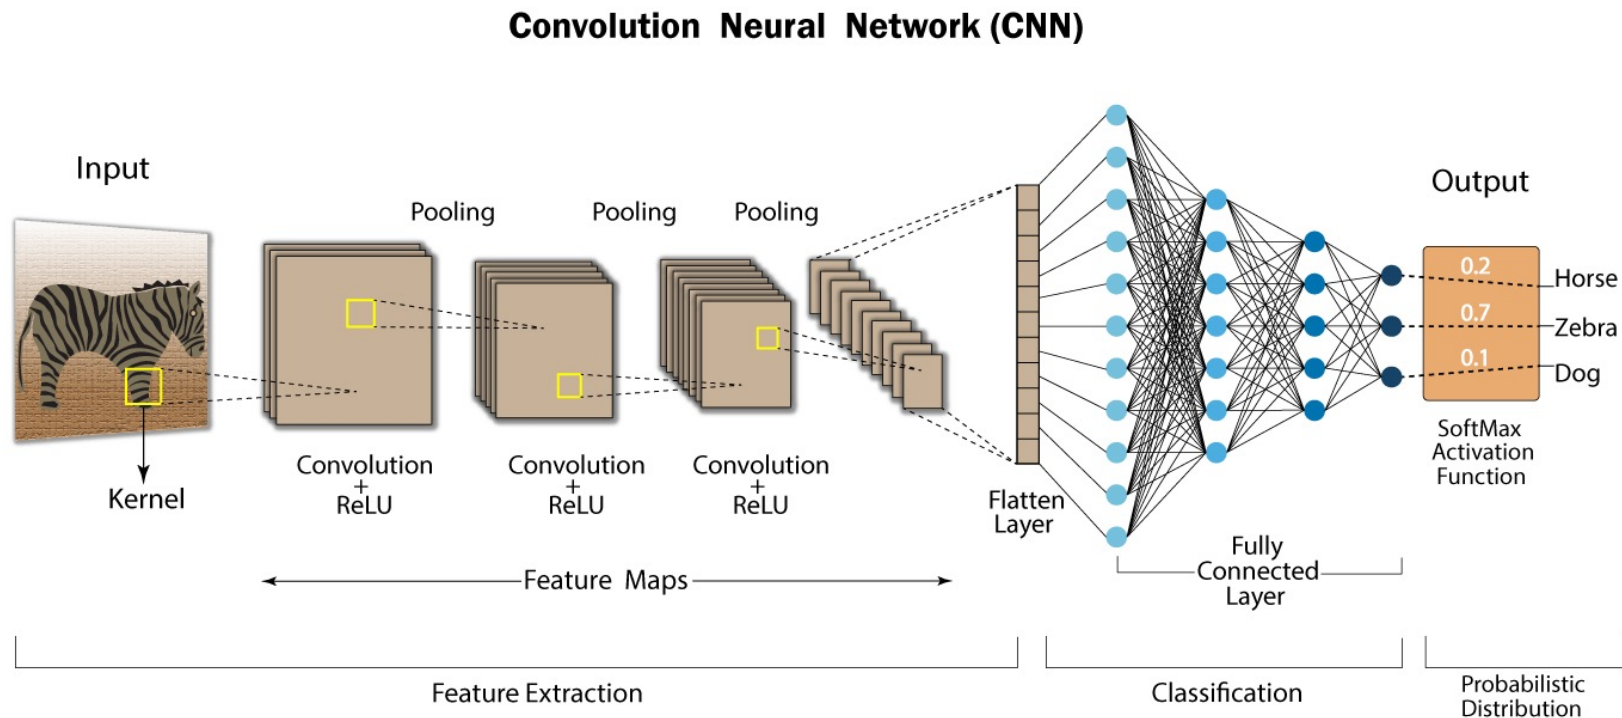 Convolution Neural Network (CNN)
Input
Pooling
Pooling
Pooling
Output
0.2
Horse
0.7
Zebra
0.1
Dog
SoftMax
Activation
Function
Kernel
Convolution
+
ReLU
Convolution
+
ReLU
Convolution
+
ReLU
Flatten
Layer
Feature Maps
Fully
Connected
Layer
Feature Extraction
Classification
Probabilistic
Distribution